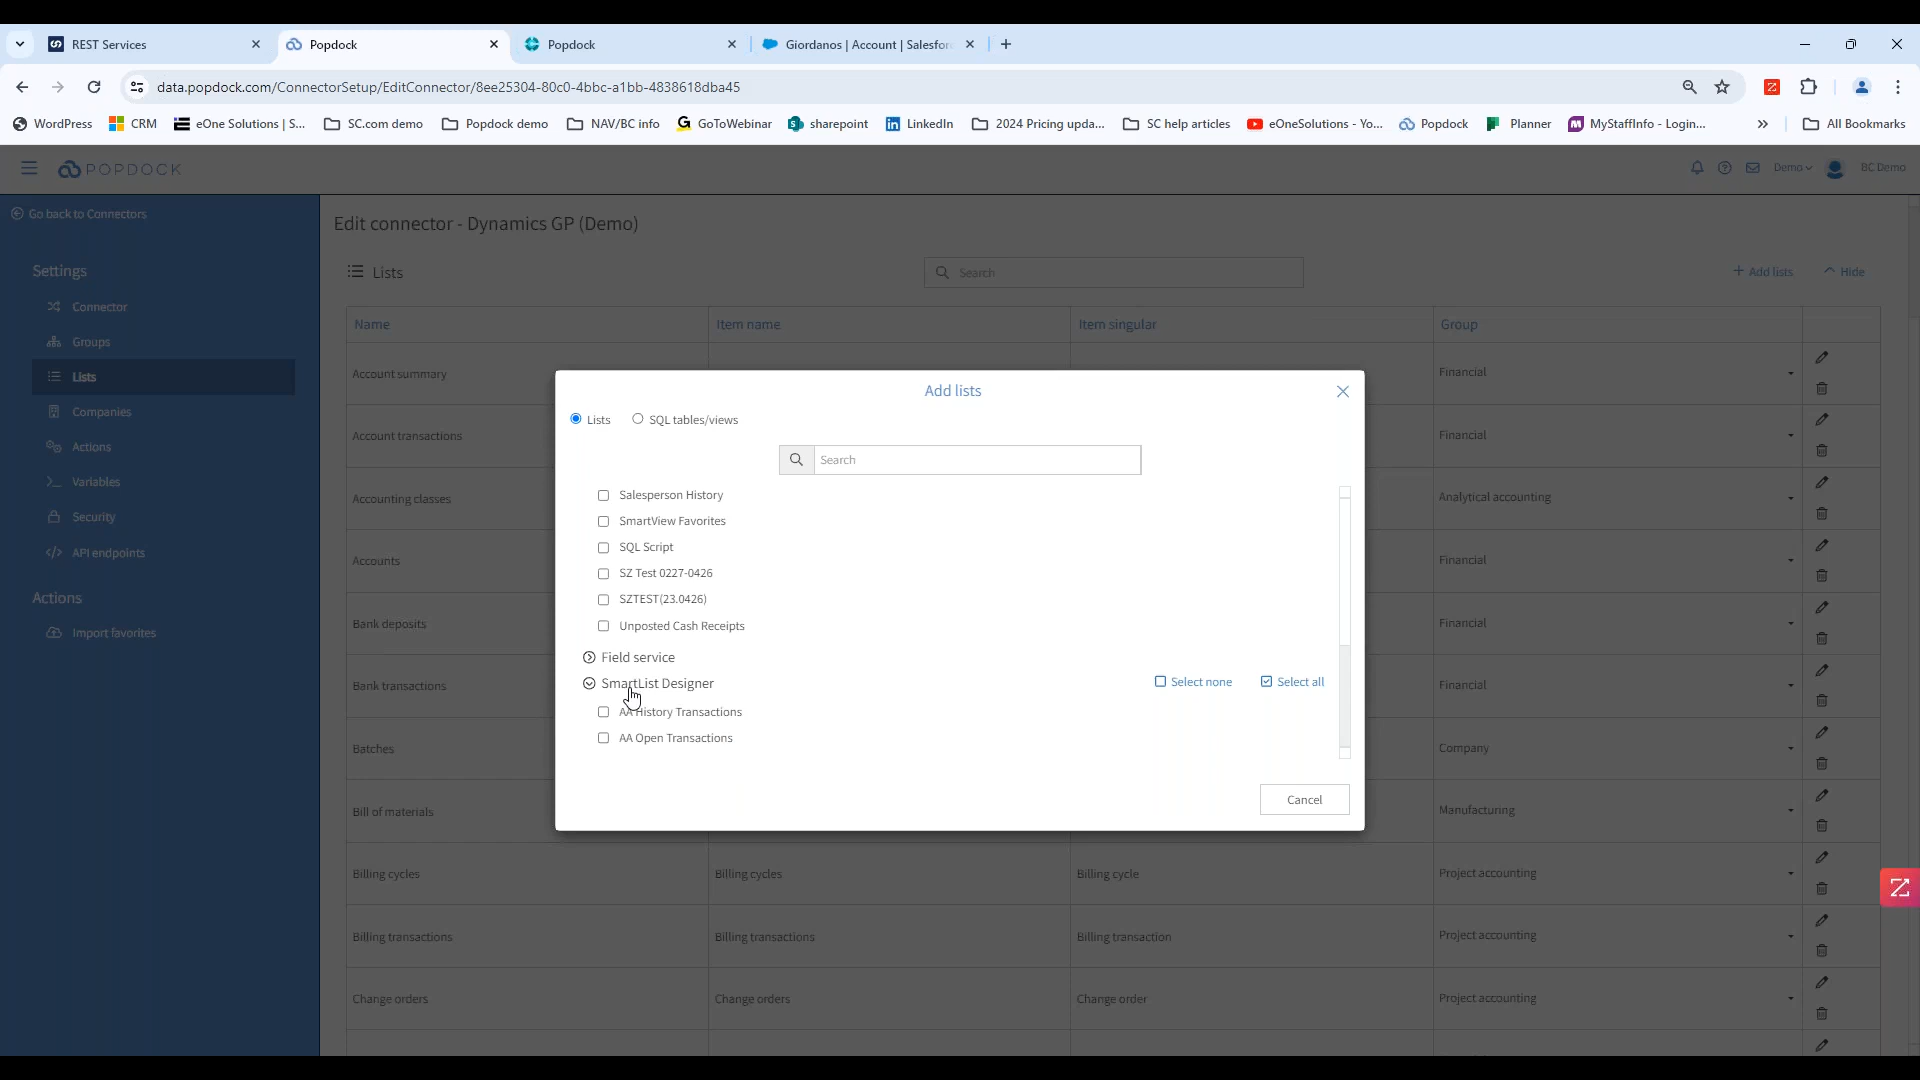 REST Services
Popdock
Popdock
Giordanos | Account | Salesfor
data.popdock.com/ConnectorSetup/EditConnector/8ee25304-80c0-4bbc-a1bb-4838618dba45
WordPress
CRM
eOne Solutions | S...
SC.com demo
Popdock demo
NAV/BC info
GoToWebinar
sharepoint
LinkedIn
2024 Pricing upda...
SC help articles
eOneSolutions - Yo...
Popdock
Planner
MyStaffInfo - Login...
»
All Bookmarks
POPDOCK
Demo
BC Demo
Go back to Connectors
Settings
Connector
Groups
Lists
Companies
Actions
Variables
Security
API endpoints
Actions
Import favorites
Edit connector - Dynamics GP (Demo)
Lists
Search
+ Add lists
Hide
Name Item name Item singular Group
Account summary Financial
Account transactions Financial
Accounting classes Analytical accounting
Accounts Financial
Bank deposits Financial
Bank transactions Financial
Batches Company
Bill of materials Manufacturing
Billing cycles Billing cycles Billing cycle Project accounting
Billing transactions Billing transactions Billing transaction Project accounting
Change orders Change orders Change order Project accounting
Add lists
Lists
SQL tables/views
Search
Salesperson History
SmartView Favorites
SQL Script
SZ Test 0227-0426
SZTEST(23.0426)
Unposted Cash Receipts
Field service
SmartList Designer
Select none
Select all
AA History Transactions
AA Open Transactions
Cancel